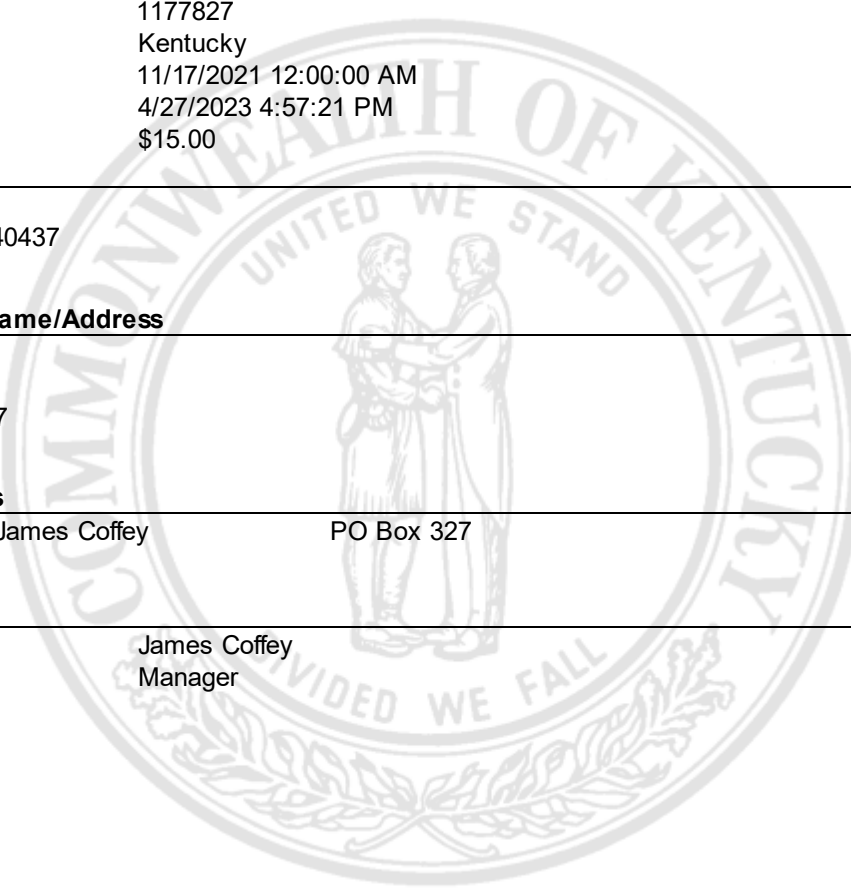 1177827
Kentucky
11/17/2021 12:00:00 AM
4/27/2023 4:57:21 PM
$15.00
40437
ame/Address
7
s
James Coffey PO Box 327
James Coffey
Manager
COMMONWEALTH OF KENTUCKY
UNITED WE STAND
DIVIDED WE FALL